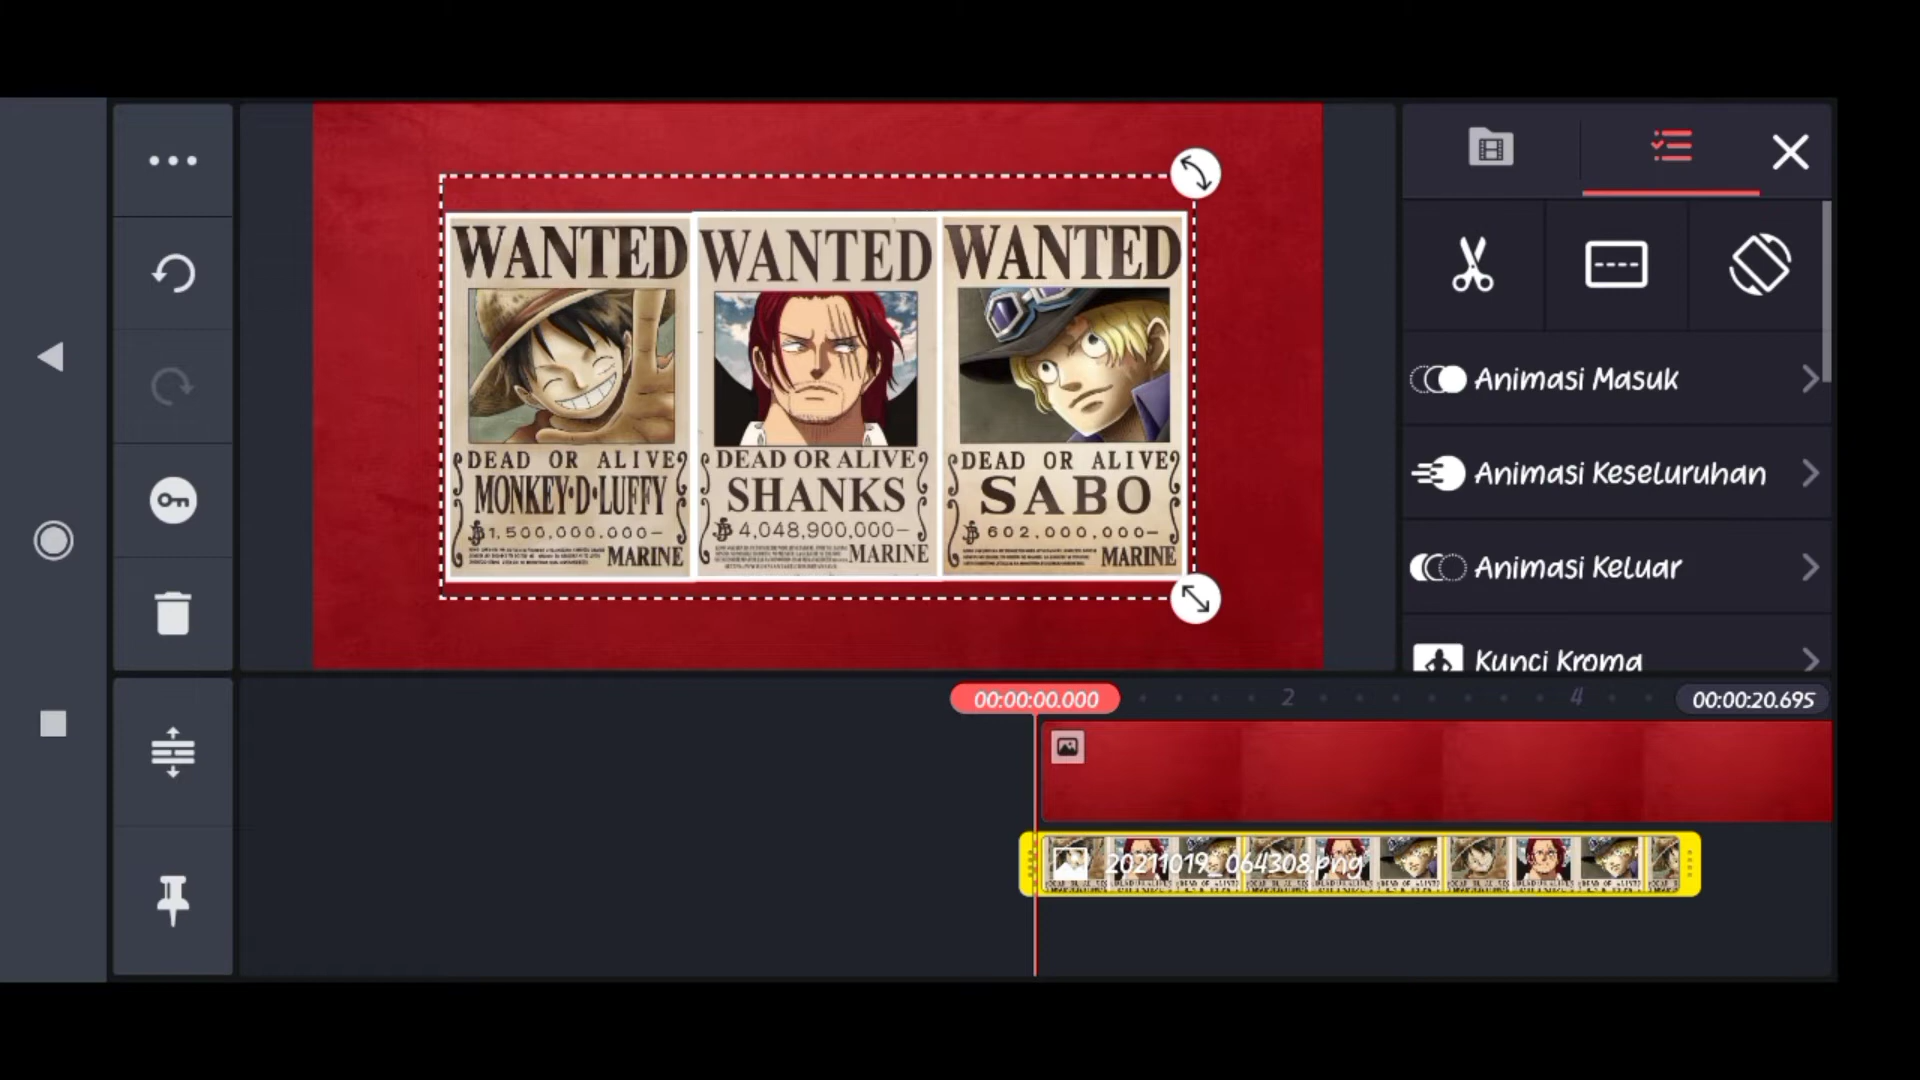 WANTED
DEAD OR ALIVE
MONKEY·D·LUFFY
1,500,000,000-
MARINE
WANTED
DEAD OR ALIVE
SHANKS
4,048,900,000-
MARINE
WANTED
DEAD OR ALIVE
SABO
602,000,000-
MARINE
Animasi Masuk
Animasi Keseluruhan
Animasi Keluar
Kunci Kroma
00:00:00.000
2
4
00:00:20.695
20211019_064308.png